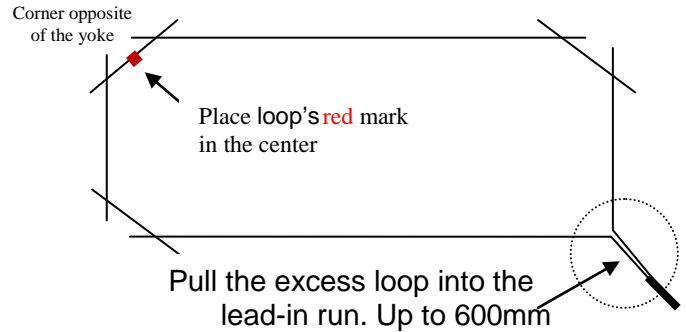 Corner opposite
of the yoke
Place loop's red mark
in the center
Pull the excess loop into the
lead-in run. Up to 600mm